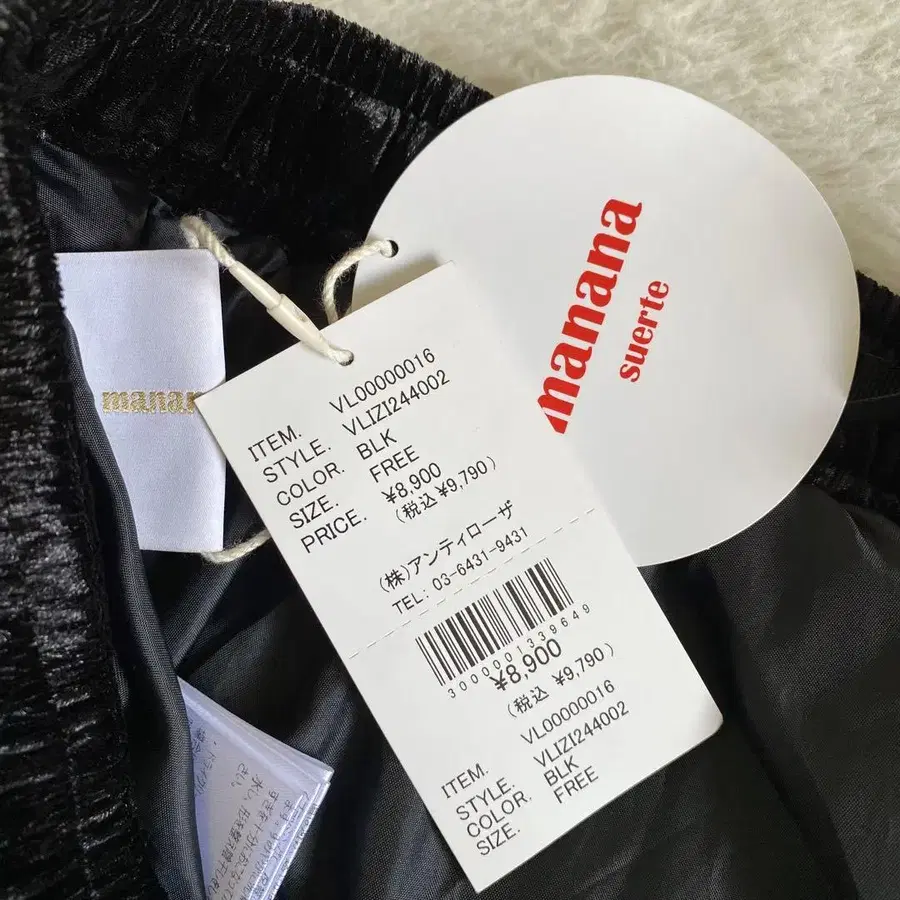 manana
suerte
ITEM. VL00000016
STYLE. VLIZI244002
COLOR. BLK
SIZE. FREE
PRICE. ¥8,900
(税込 ¥9,790)
(株)アンティローザ
TEL: 03-6431-9431
3000001339649
¥8,900
(税込 ¥9,790)
ITEM. VL00000016
STYLE. VLIZI244002
COLOR. BLK
SIZE. FREE